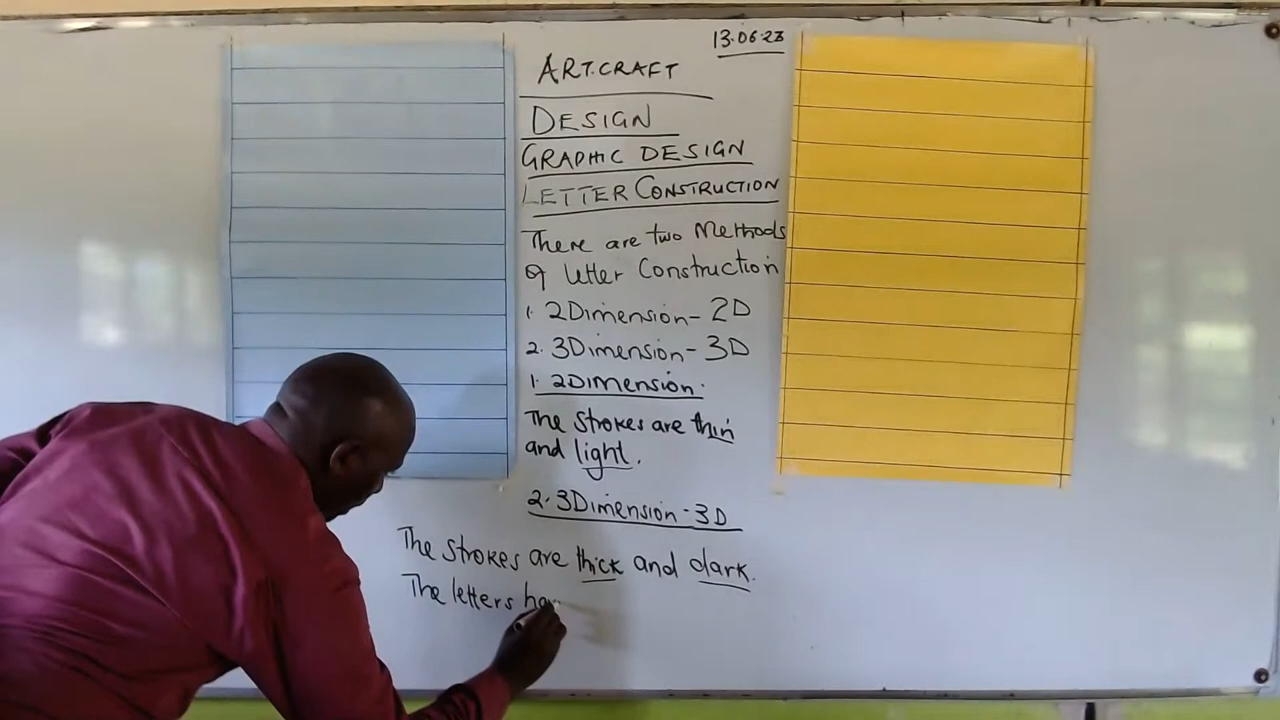 13.06.23
ART.CRAFT
DESIGN
GRAPHIC DESIGN
LETTER CONSTRUCTION
There are two Methods
of letter Construction
1. 2Dimension- 2D
2. 3Dimension- 3D
1. 2Dimension.
The Strokes are thin
and light.
2. 3Dimension - 3D
The Strokes are thick and dark.
The letters ha